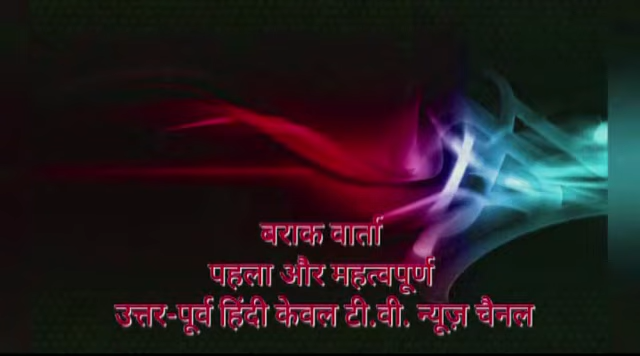 बराक वार्ता
पहला और महत्वपूर्ण
उत्तर-पूर्व हिंदी केवल टी.वी. न्यूज़ चैनल